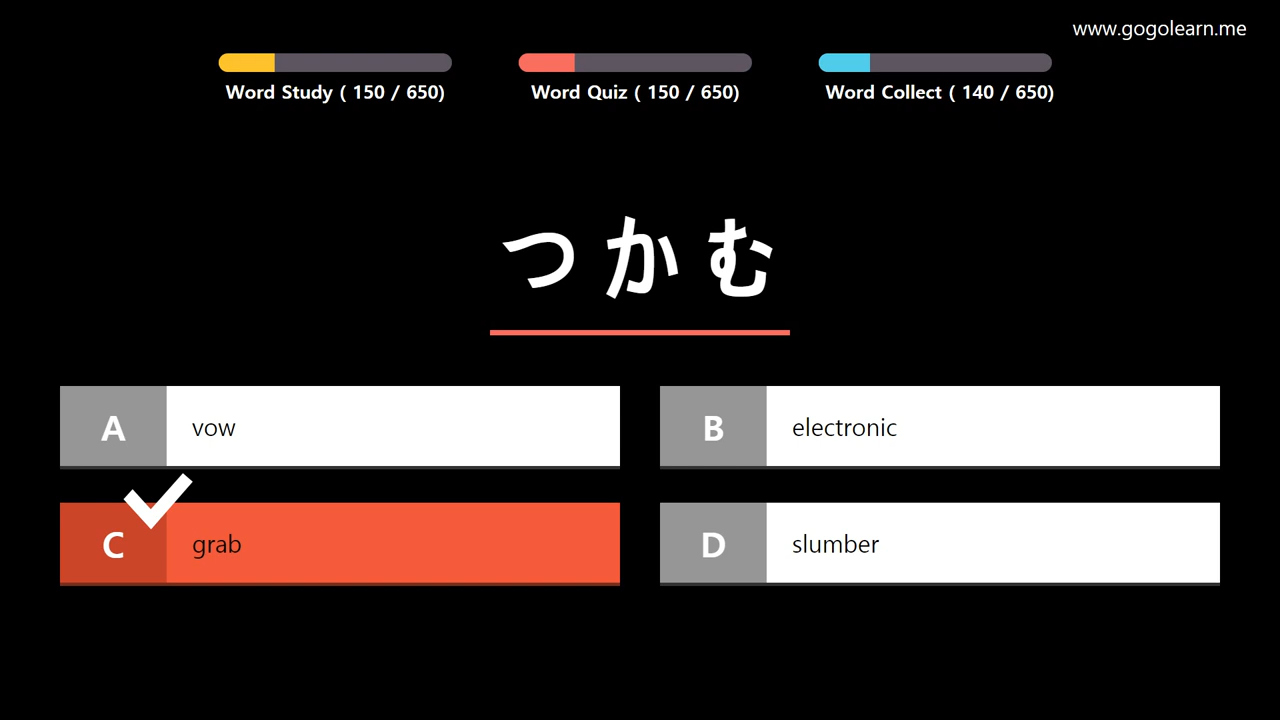 www.gogolearn.me
Word Study ( 150 / 650)
Word Quiz ( 150 / 650)
Word Collect ( 140 / 650)
つかむ
A vow
B electronic
C grab
D slumber